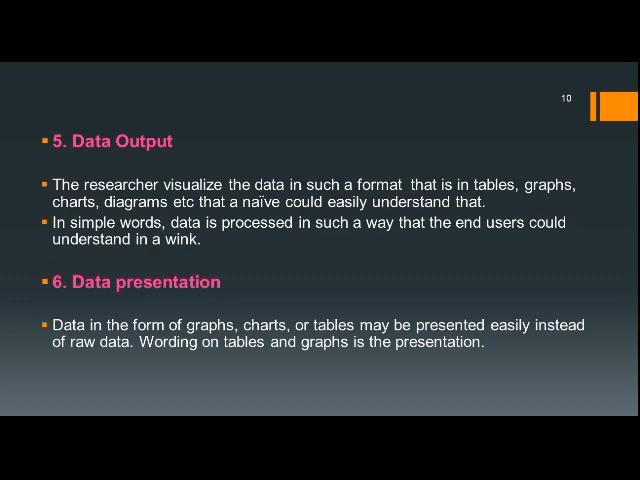 10
5. Data Output
The researcher visualize the data in such a format that is in tables, graphs,
charts, diagrams etc that a naïve could easily understand that.
In simple words, data is processed in such a way that the end users could
understand in a wink.
6. Data presentation
Data in the form of graphs, charts, or tables may be presented easily instead
of raw data. Wording on tables and graphs is the presentation.